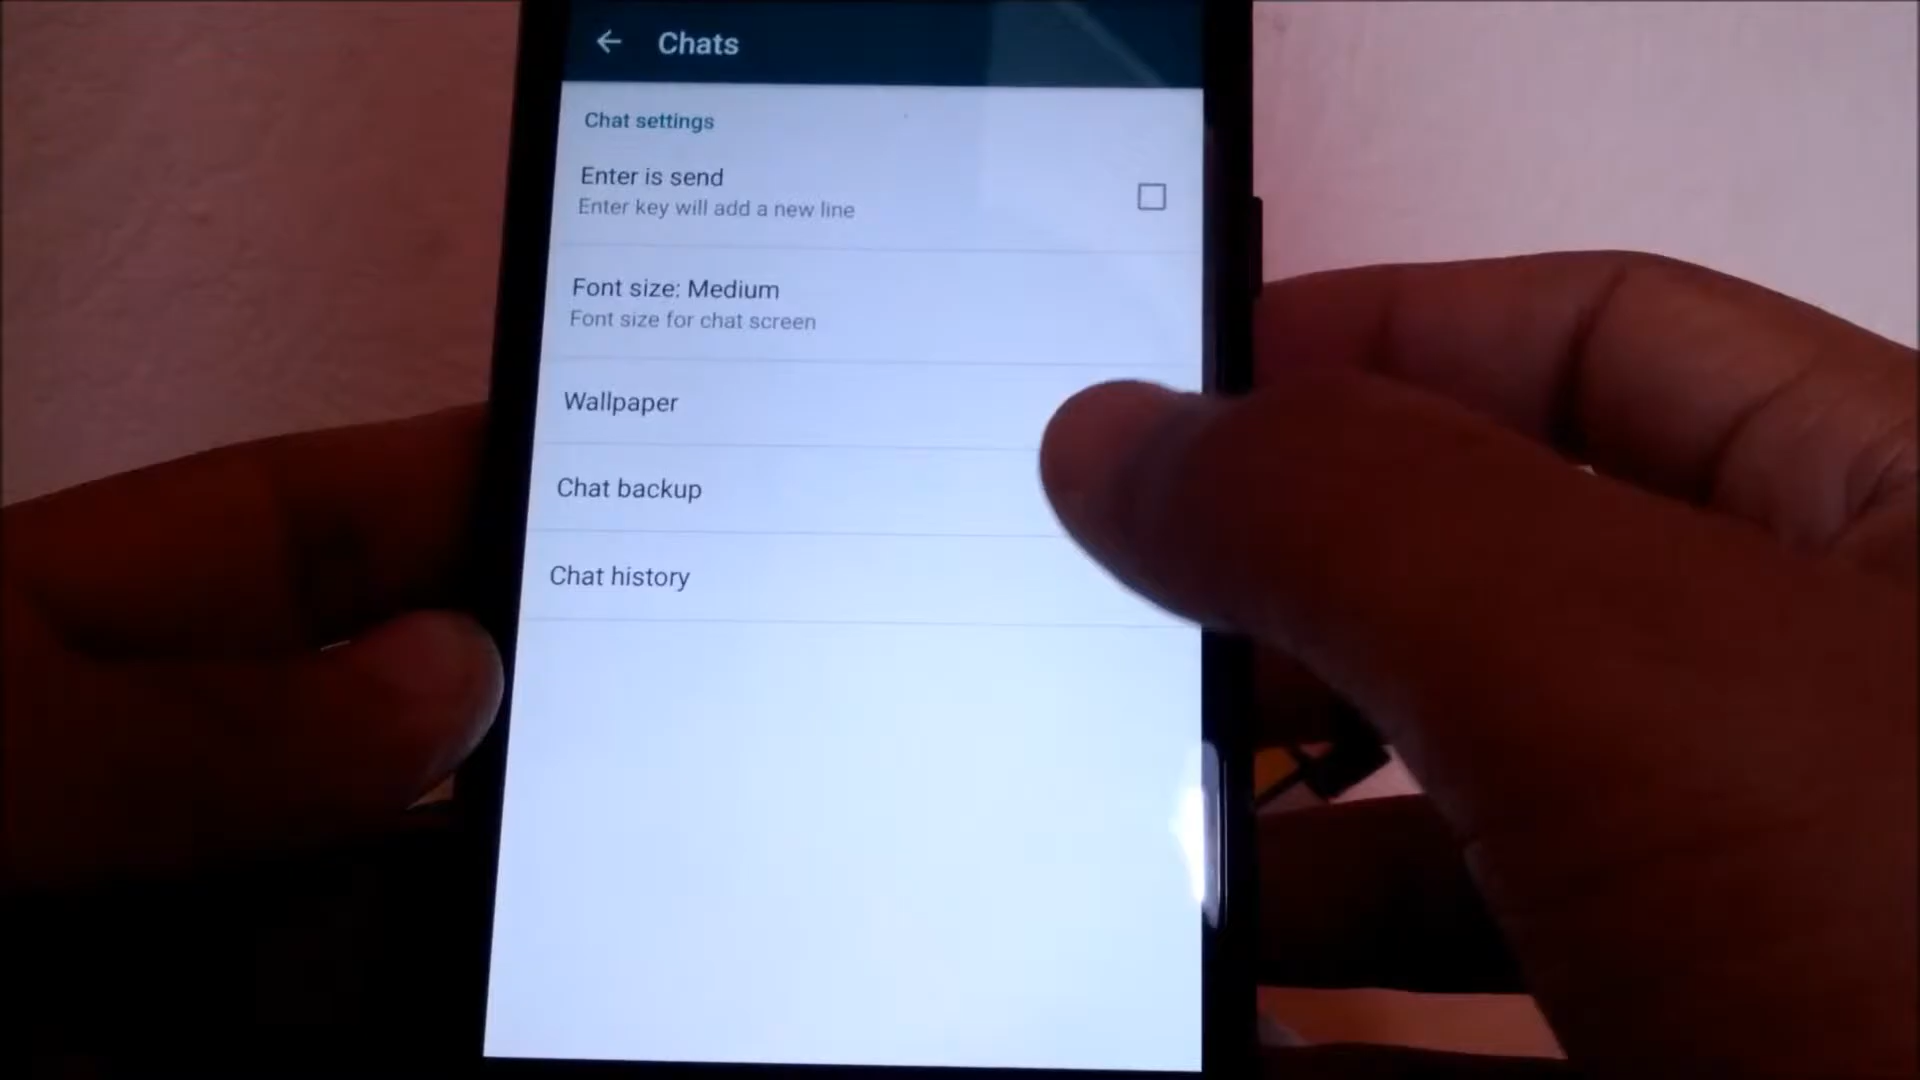 Chats
Chat settings
Enter is send
Enter key will add a new line
Font size: Medium
Font size for chat screen
Wallpaper
Chat backup
Chat history